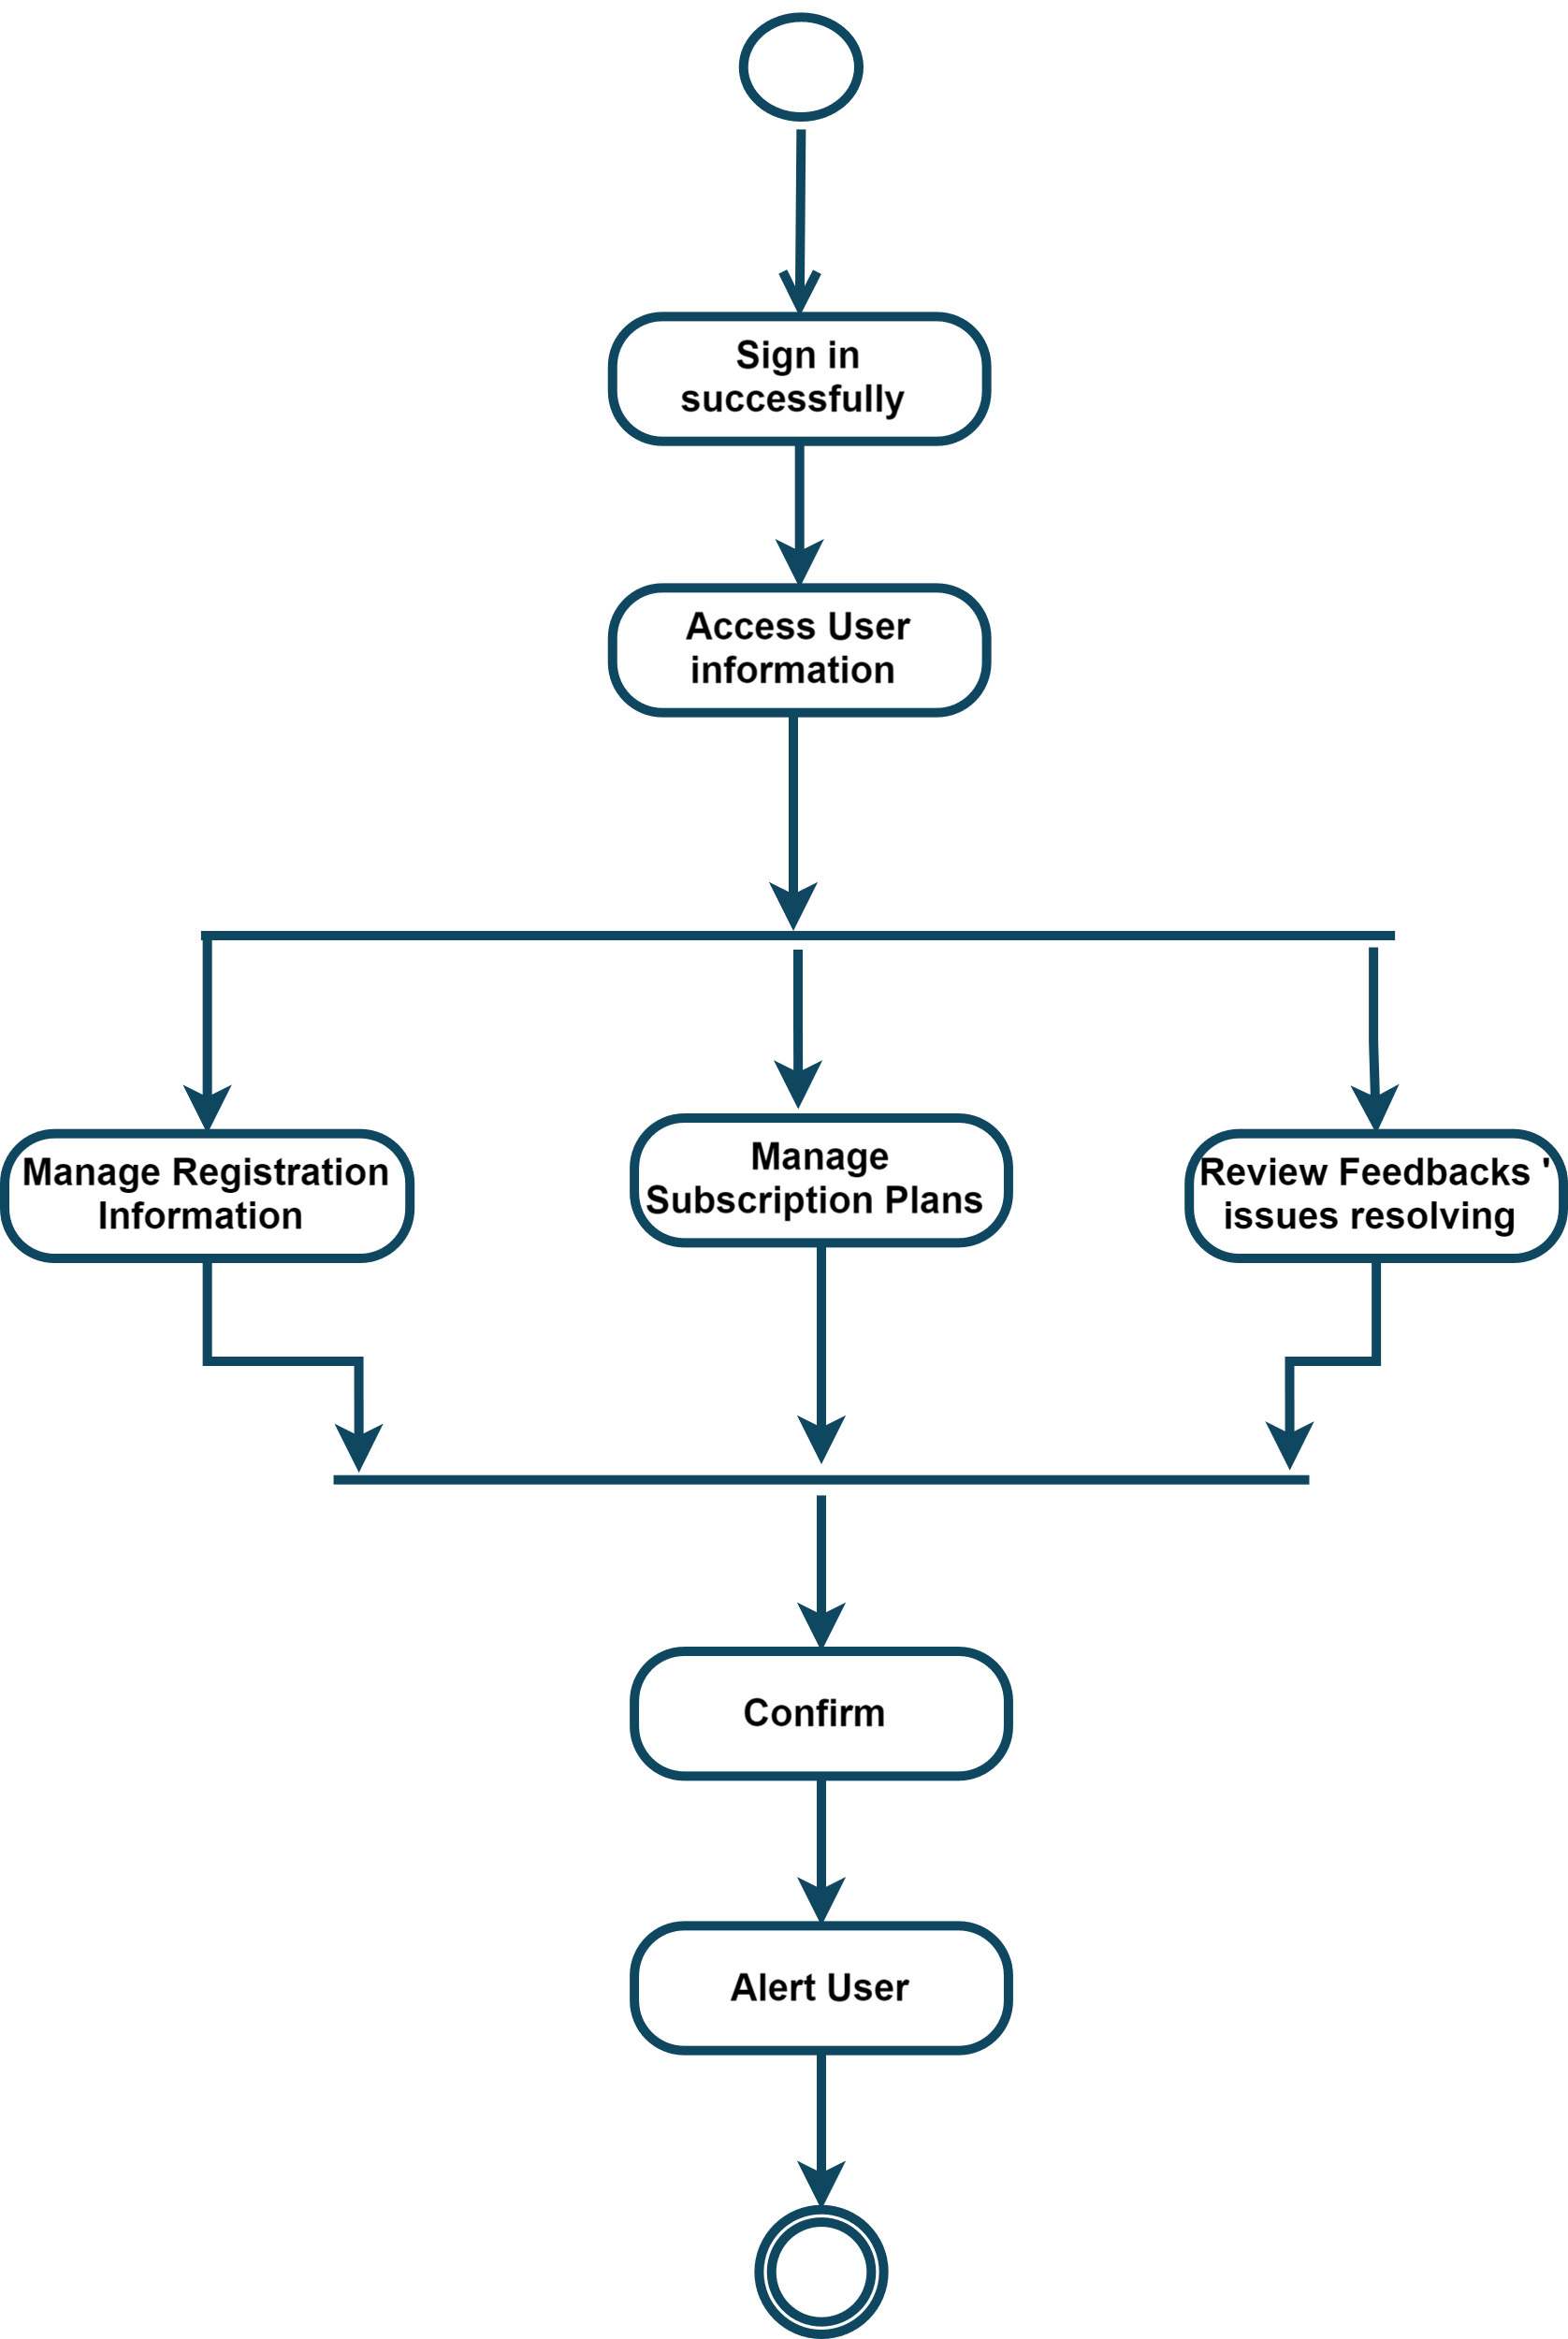 Sign in
successfully
Access User
information
Manage Registration
Information
Manage
Subscription Plans
Review Feedbacks '
issues resolving
Confirm
Alert User